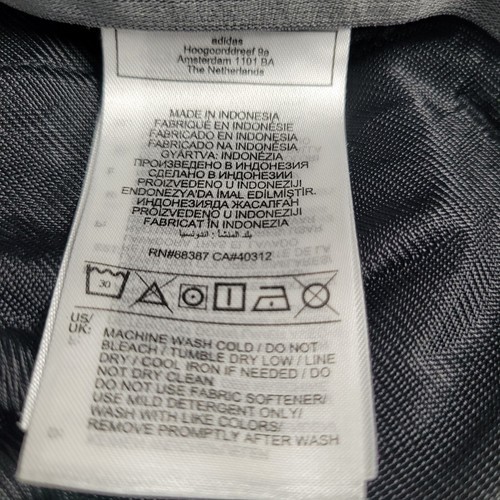 adidas
Hoogoorddreef 9a
Amsterdam 1101 BA
The Netherlands
MADE IN INDONESIA
FABRIQUÉ EN INDONÉSIE
FABRICADO EN INDONESIA
FABRICADO NA INDONÉSIA
GYÁRTVA: INDONÉZIA
ПРОИЗВЕДЕНО В ИНДОНЕЗИЯ
СДЕЛАНО В ИНДОНЕЗИИ
PROIZVEDENO U INDONEZIJI
ENDONEZYA'DA İMAL EDİLMİŞTİR.
ИНДОНЕЗИЯДА ЖАСАЛҒАН
PROIZVEDENO U INDONEZIJI
FABRICAT ÎN INDONEZIA
بلد المنشأ : اندونيسيا
RN#68387 CA#40312
30
US/
UK:
MACHINE WASH COLD / DO NOT
BLEACH / TUMBLE DRY LOW / LINE
DRY / COOL IRON IF NEEDED / DO
NOT DRY CLEAN
DO NOT USE FABRIC SOFTENER/
USE MILD DETERGENT ONLY/
WASH WITH LIKE COLORS/
REMOVE PROMPTLY AFTER WASH